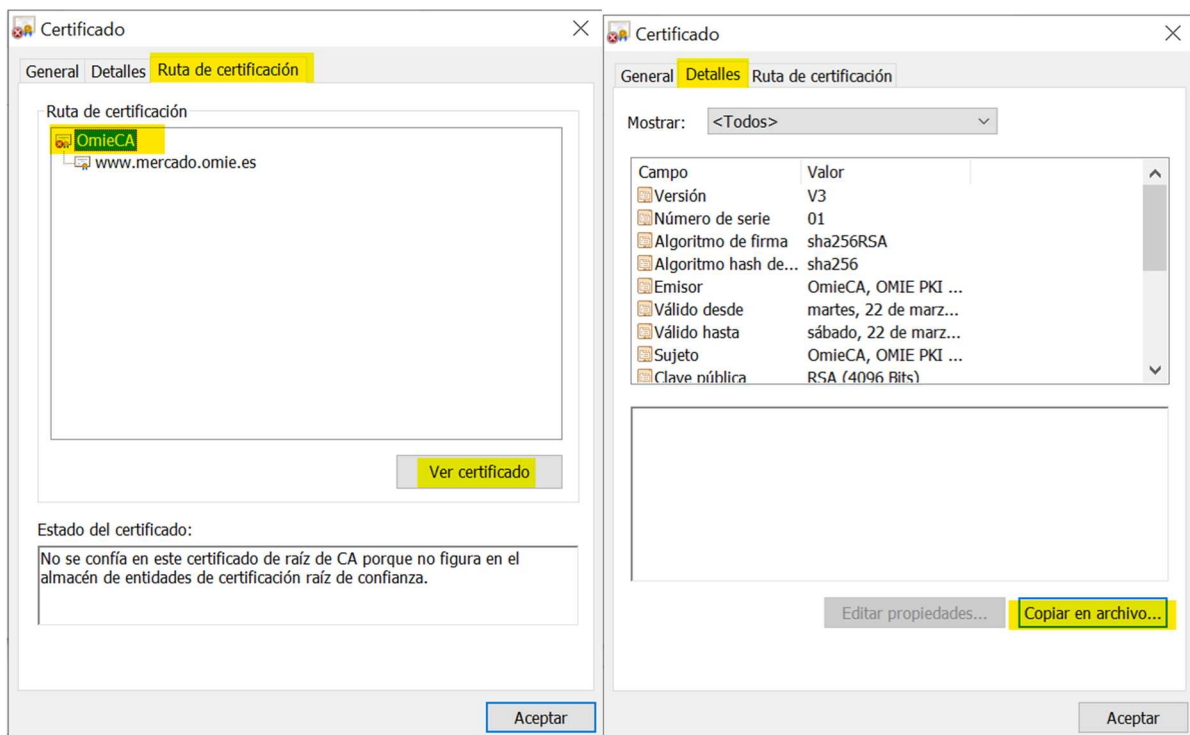 Certificado
General Detalles Ruta de certificación
Ruta de certificación
OmieCA
www.mercado.omie.es
Ver certificado
Estado del certificado:
No se confía en este certificado de raíz de CA porque no figura en el
almacén de entidades de certificación raíz de confianza.
Aceptar
Certificado
General Detalles Ruta de certificación
Mostrar: <Todos>
Campo Valor
Versión V3
Número de serie 01
Algoritmo de firma sha256RSA
Algoritmo hash de... sha256
Emisor OmieCA, OMIE PKI ...
Válido desde martes, 22 de marz...
Válido hasta sábado, 22 de marz...
Sujeto OmieCA, OMIE PKI ...
Clave pública RSA (4096 Bits)
Editar propiedades... Copiar en archivo...
Aceptar